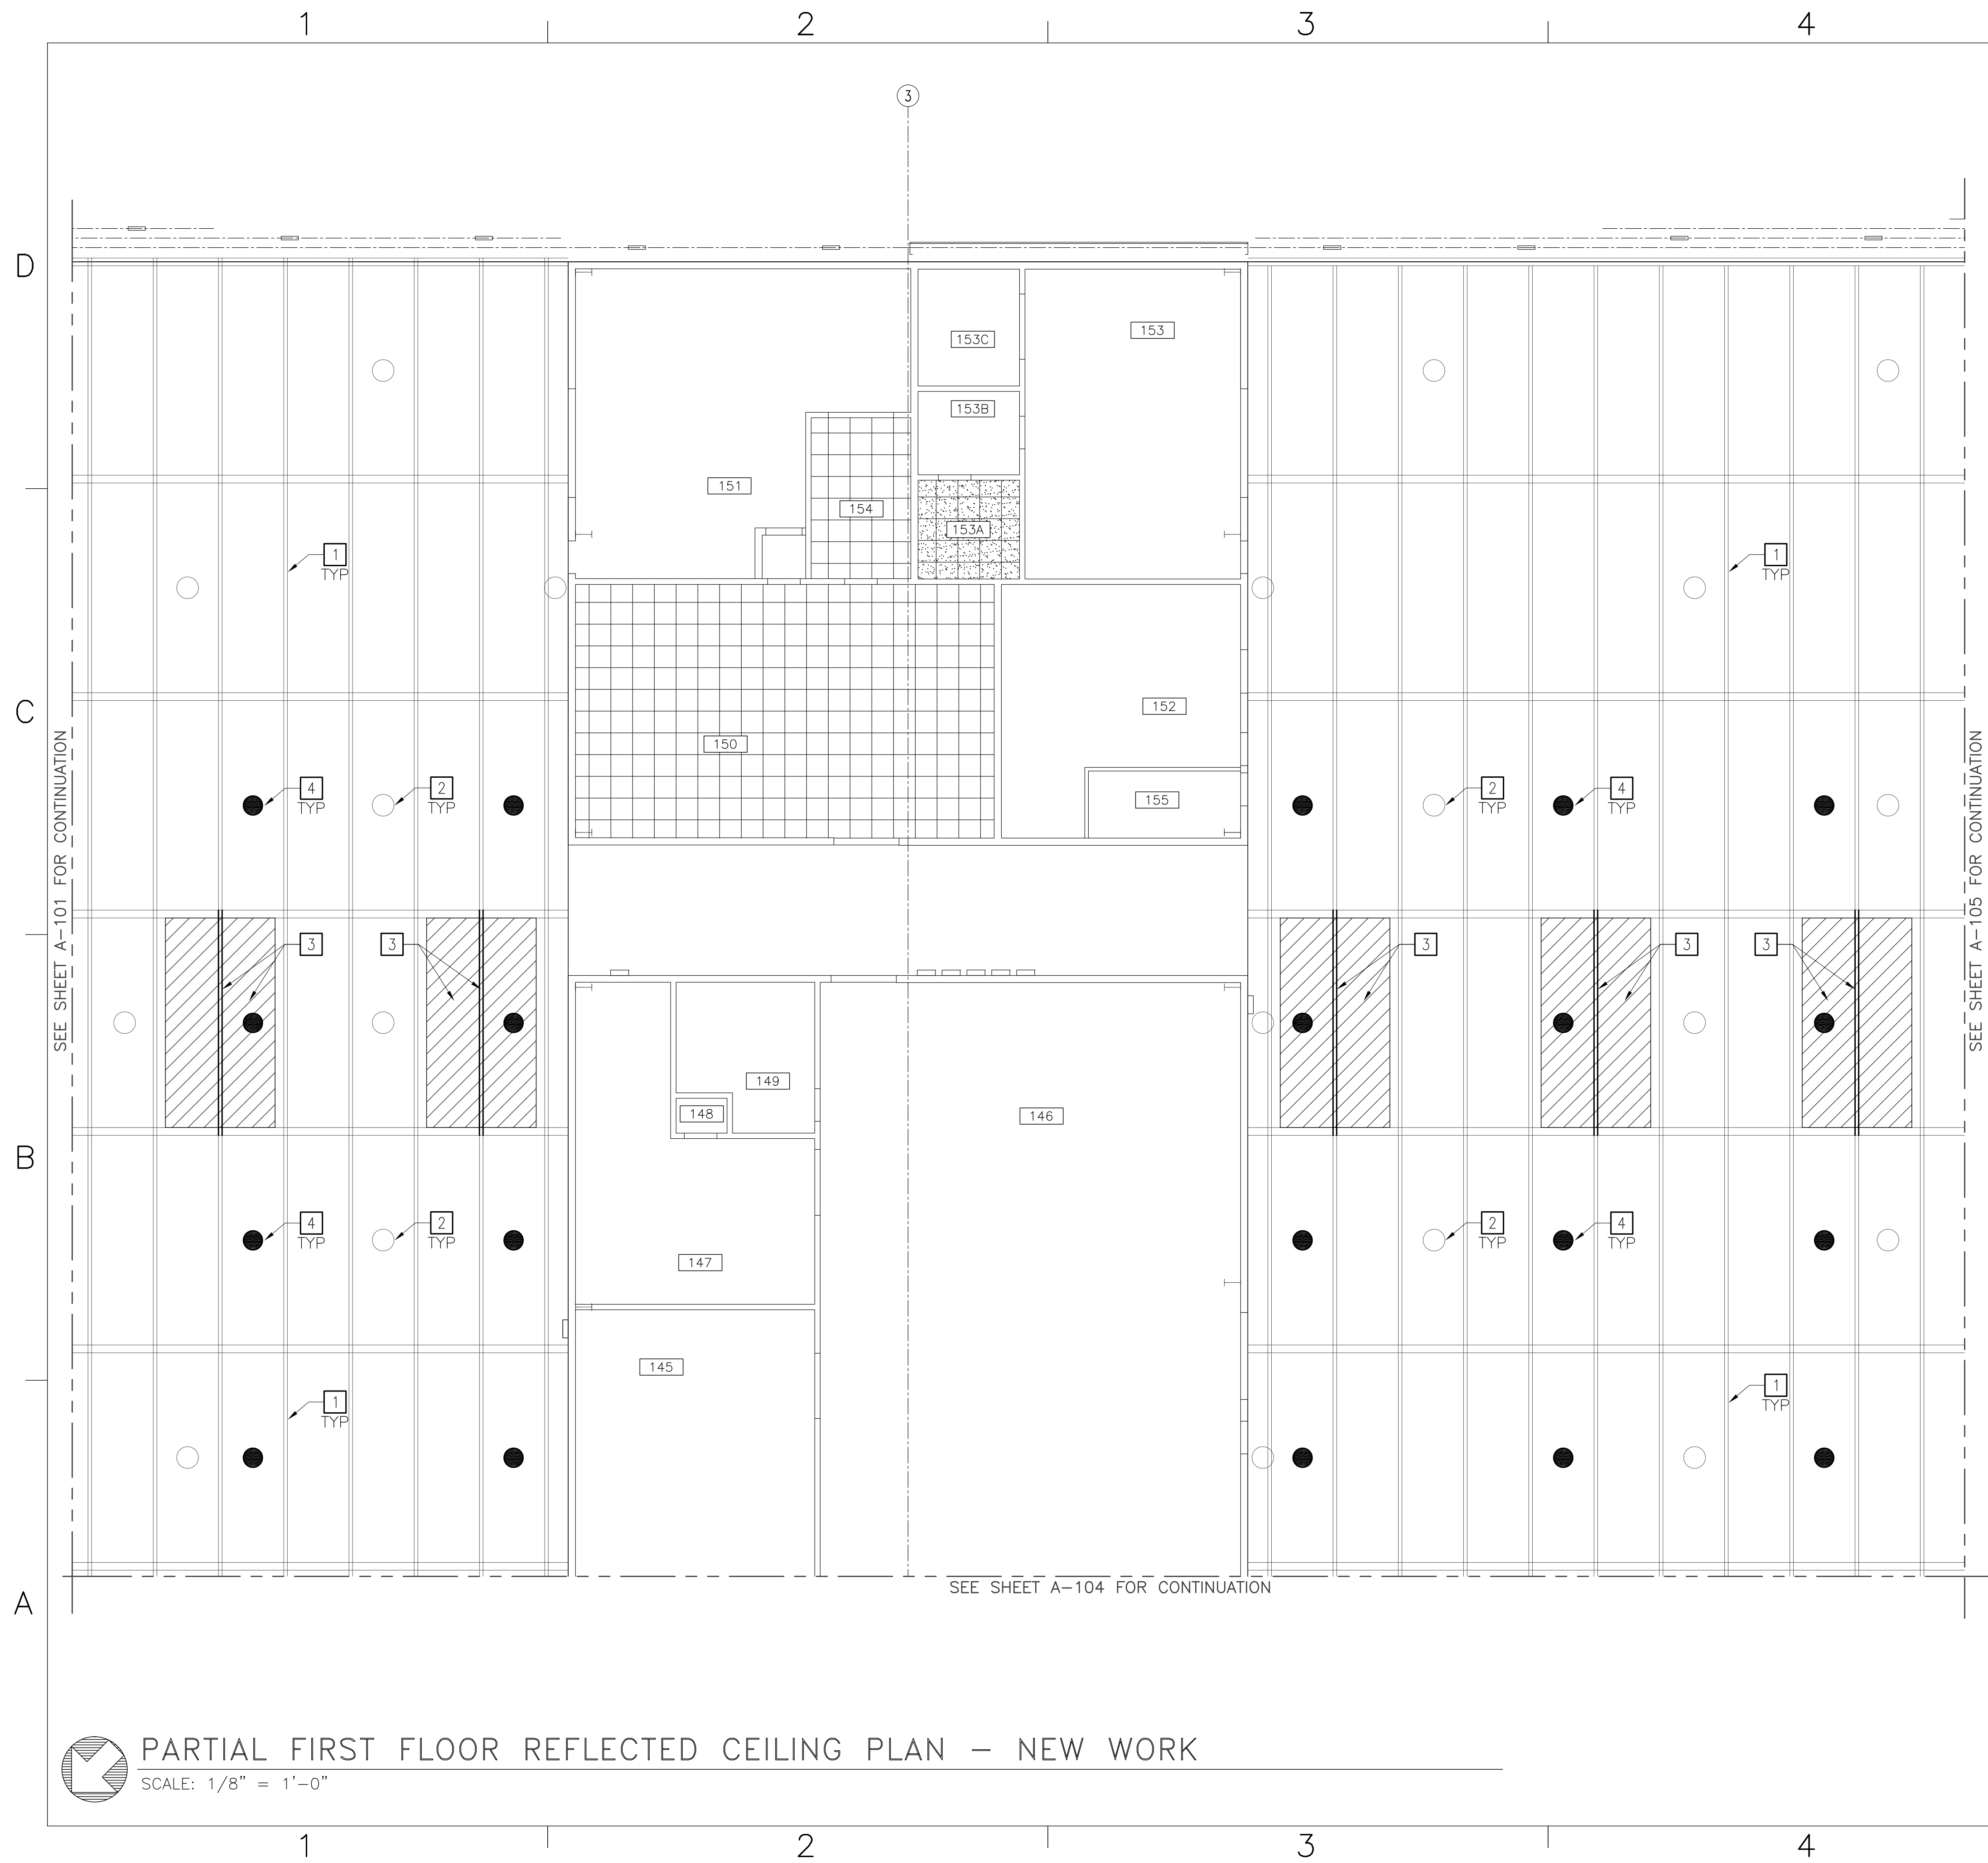 1 2 3 4
3
D
153C
153
153B
151
154
153A
1
TYP
1
TYP
C
152
150
155
4
TYP
2
TYP
2
TYP
4
TYP
SEE SHEET A-101 FOR CONTINUATION
SEE SHEET A-105 FOR CONTINUATION
3
3
3
3
3
149
148
146
B
4
TYP
2
TYP
2
TYP
4
TYP
147
145
1
TYP
1
TYP
SEE SHEET A-104 FOR CONTINUATION
A
PARTIAL FIRST FLOOR REFLECTED CEILING PLAN – NEW WORK
SCALE: 1/8" = 1'-0"
1 2 3 4